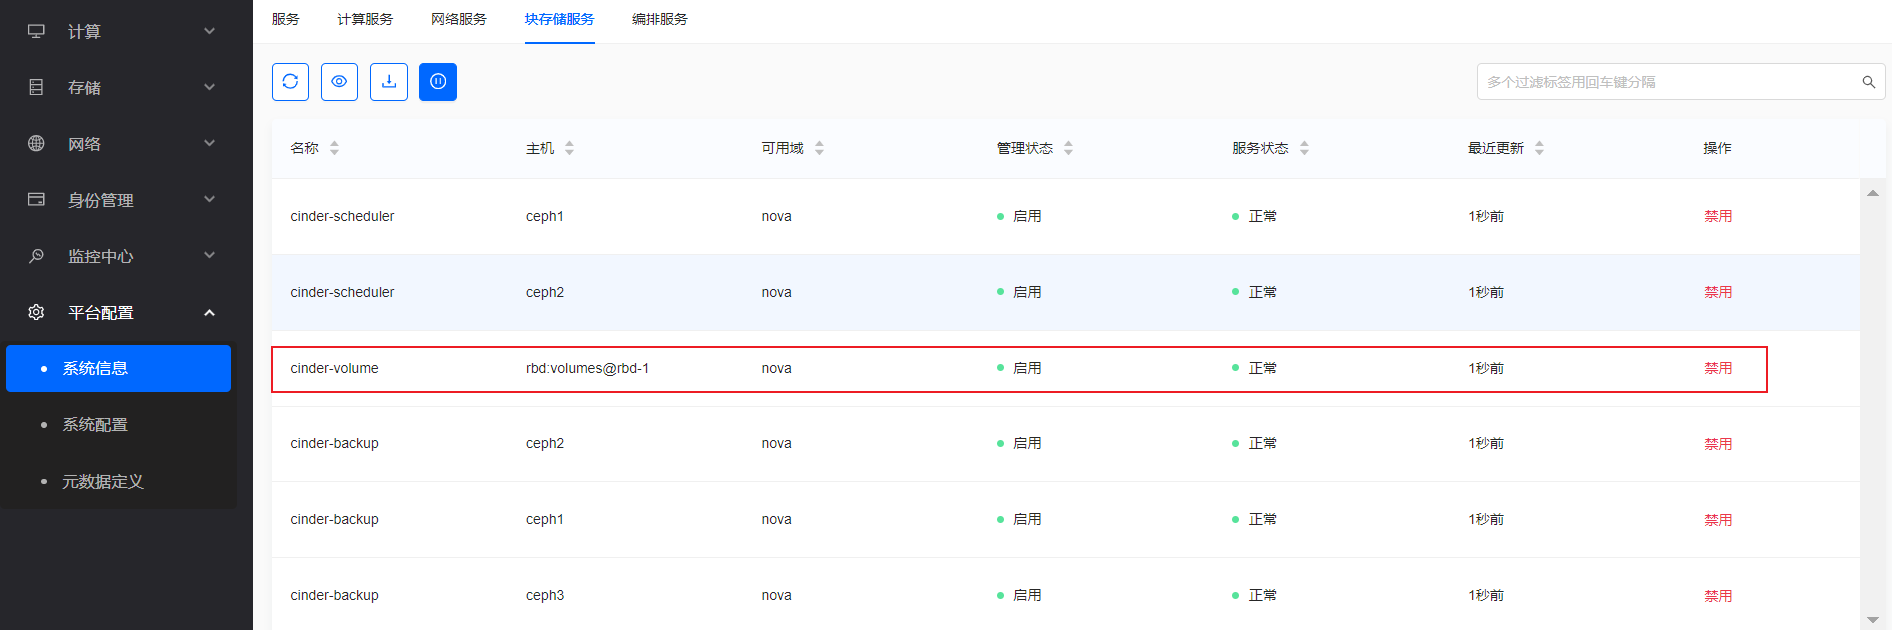 计算
存储
网络
身份管理
监控中心
平台配置
系统信息
系统配置
元数据定义
服务 计算服务 网络服务 块存储服务 编排服务
多个过滤标签用回车键分隔
名称 主机 可用域 管理状态 服务状态 最近更新 操作
cinder-scheduler ceph1 nova 启用 正常 1秒前 禁用
cinder-scheduler ceph2 nova 启用 正常 1秒前 禁用
cinder-volume rbd:volumes@rbd-1 nova 启用 正常 1秒前 禁用
cinder-backup ceph2 nova 启用 正常 1秒前 禁用
cinder-backup ceph1 nova 启用 正常 1秒前 禁用
cinder-backup ceph3 nova 启用 正常 1秒前 禁用